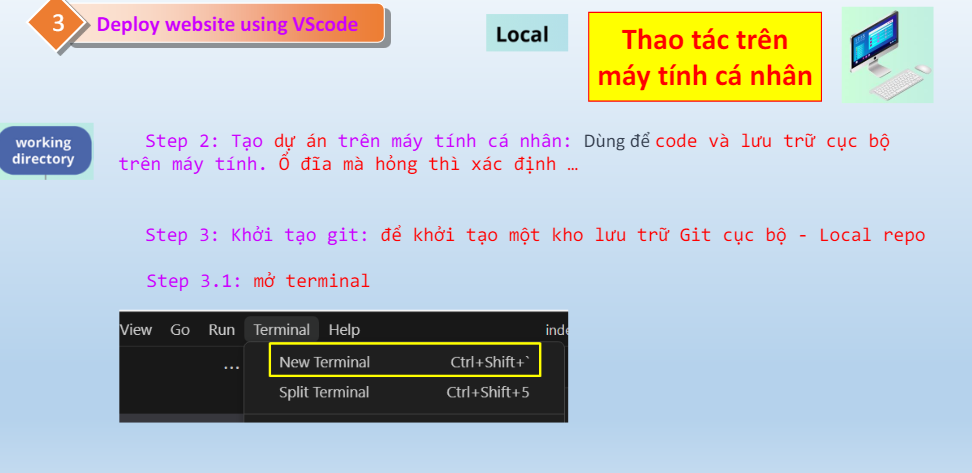 3
Deploy website using VScode
Local
Thao tác trên
máy tính cá nhân
working
directory
Step 2: Tạo dự án trên máy tính cá nhân: Dùng để code và lưu trữ cục bộ
trên máy tính. Ổ đĩa mà hỏng thì xác định …
Step 3: Khởi tạo git: để khởi tạo một kho lưu trữ Git cục bộ - Local repo
Step 3.1: mở terminal
View Go Run Terminal Help inde
... New Terminal Ctrl+Shift+`
Split Terminal Ctrl+Shift+5